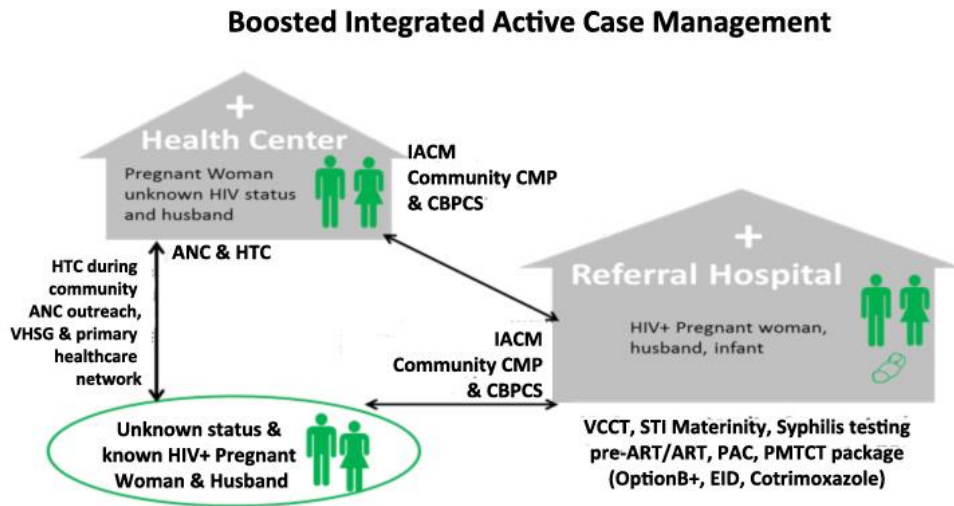 Boosted Integrated Active Case Management
Health Center
Pregnant Woman
unknown HIV status
and husband
IACM
Community CMP
& CBPCS
ANC & HTC
HTC during
community
ANC outreach,
VHSG & primary
healthcare
network
Referral Hospital
HIV+ Pregnant woman,
husband, infant
IACM
Community CMP
& CBPCS
Unknown status &
known HIV+ Pregnant
Woman & Husband
VCCT, STI Materinity, Syphilis testing
pre-ART/ART, PAC, PMTCT package
(OptionB+, EID, Cotrimoxazole)